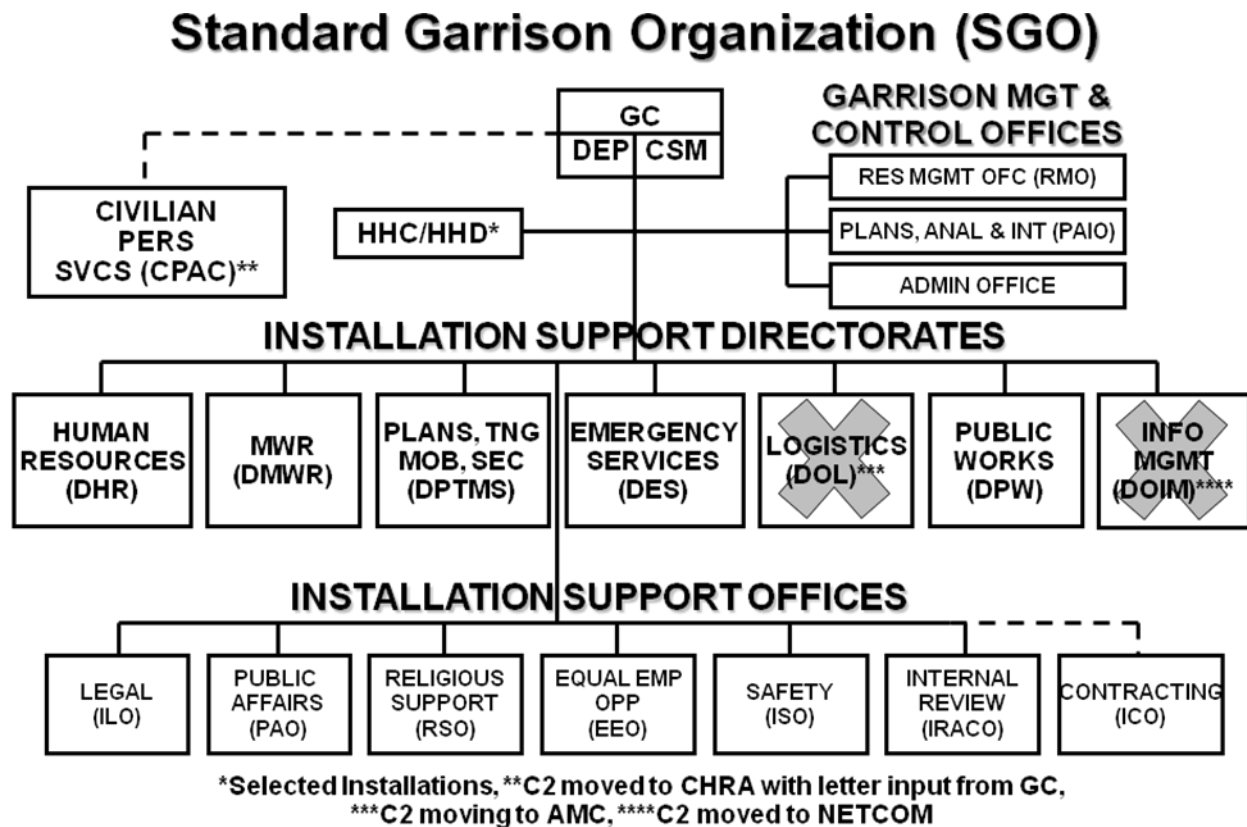 Standard Garrison Organization (SGO)
GC
DEP CSM
GARRISON MGT &
CONTROL OFFICES
RES MGMT OFC (RMO)
PLANS, ANAL & INT (PAIO)
ADMIN OFFICE
CIVILIAN
PERS
SVCS (CPAC)**
HHC/HHD*
INSTALLATION SUPPORT DIRECTORATES
HUMAN
RESOURCES
(DHR)
MWR
(DMWR)
PLANS, TNG
MOB, SEC
(DPTMS)
EMERGENCY
SERVICES
(DES)
LOGISTICS
(DOL)***
PUBLIC
WORKS
(DPW)
INFO
MGMT
(DOIM)****
INSTALLATION SUPPORT OFFICES
LEGAL
(ILO)
PUBLIC
AFFAIRS
(PAO)
RELIGIOUS
SUPPORT
(RSO)
EQUAL EMP
OPP
(EEO)
SAFETY
(ISO)
INTERNAL
REVIEW
(IRACO)
CONTRACTING
(ICO)
*Selected Installations, **C2 moved to CHRA with letter input from GC,
***C2 moving to AMC, ****C2 moved to NETCOM